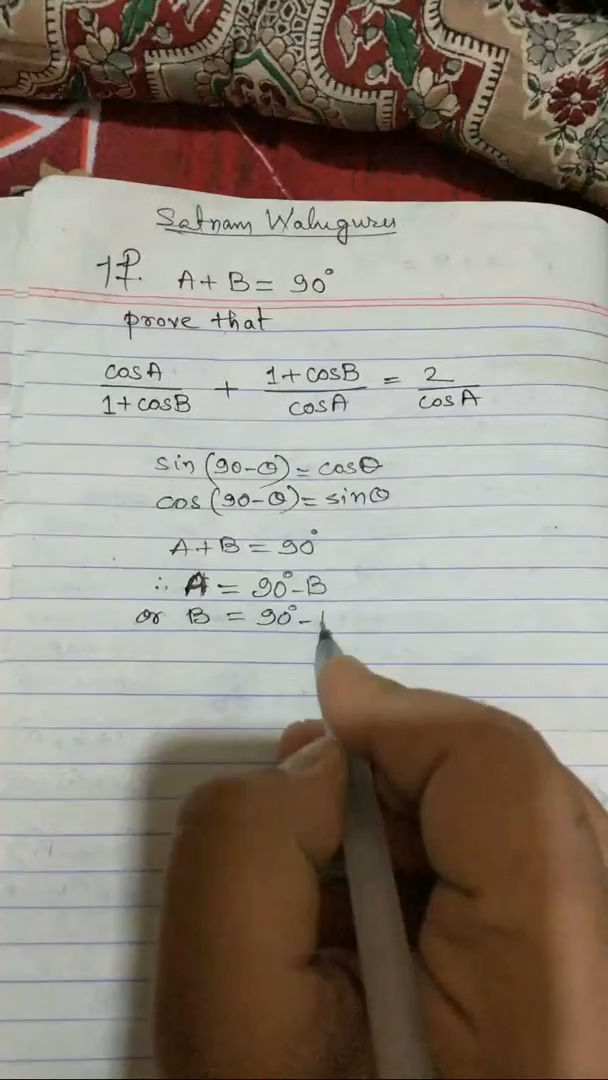 Satnam Waheguru
If. A + B = 90°
prove that
cosA/1+cosB + 1+cosB/cosA = 2/cosA
sin(90-θ) = cosθ
cos(90-θ) = sinθ
A + B = 90°
∴ A = 90° - B
or B = 90° -